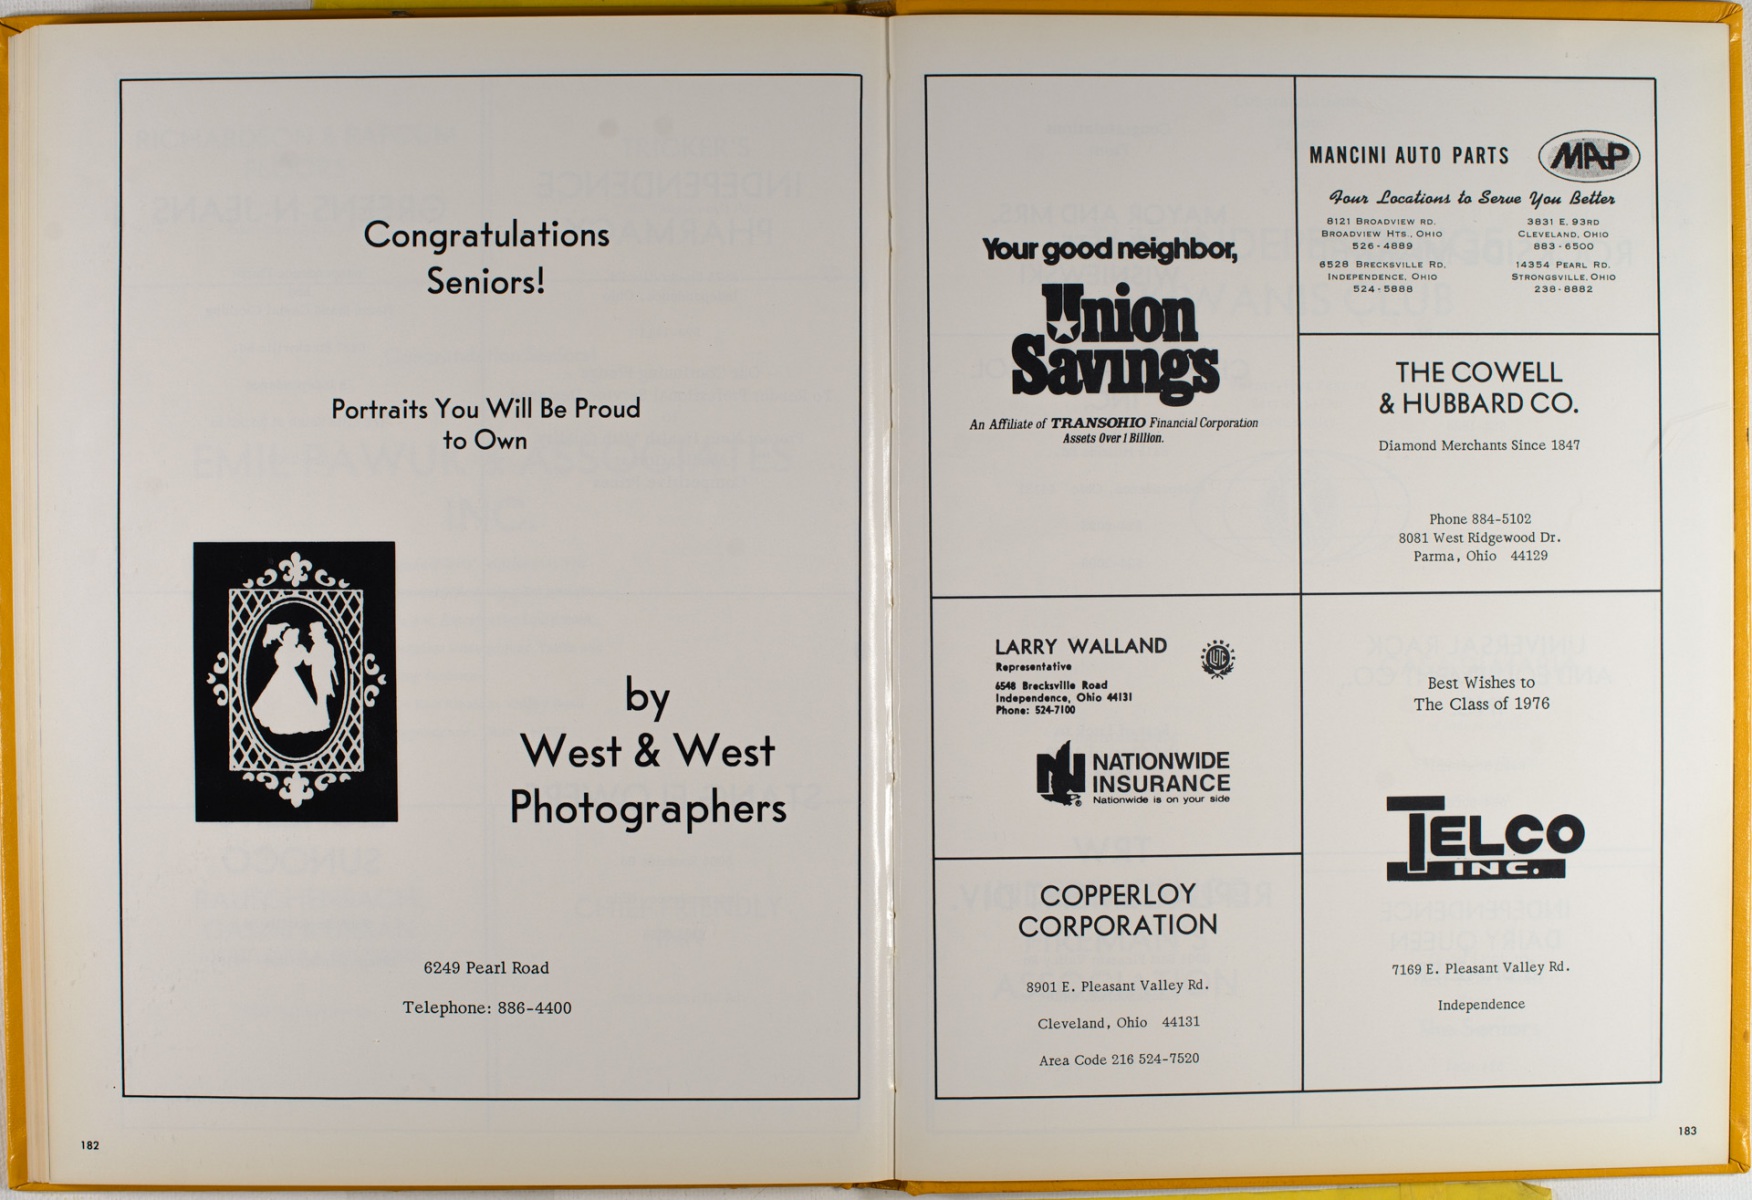 Congratulations
Seniors!
Portraits You Will Be Proud
to Own
by
West & West
Photographers
6249 Pearl Road
Telephone: 886-4400
182
Your good neighbor,
Union
Savings
An Affiliate of TRANSOHIO Financial Corporation
Assets Over 1 Billion.
MANCINI AUTO PARTS
MAP
Four Locations to Serve You Better
8121 BROADVIEW RD.
BROADVIEW HTS., OHIO
526-4889
3831 E. 93RD
CLEVELAND, OHIO
883-6500
6528 BRECKSVILLE RD.
INDEPENDENCE, OHIO
524-5888
14354 PEARL RD.
STRONGSVILLE, OHIO
238-8882
THE COWELL
& HUBBARD CO.
Diamond Merchants Since 1847
Phone 884-5102
8081 West Ridgewood Dr.
Parma, Ohio 44129
LARRY WALLAND
Representative
6548 Brecksville Road
Independence, Ohio 44131
Phone: 524-7100
LUTC
N
NATIONWIDE
INSURANCE
Nationwide is on your side
Best Wishes to
The Class of 1976
TELCO
INC.
7169 E. Pleasant Valley Rd.
Independence
COPPERLOY
CORPORATION
8901 E. Pleasant Valley Rd.
Cleveland, Ohio 44131
Area Code 216 524-7520
183